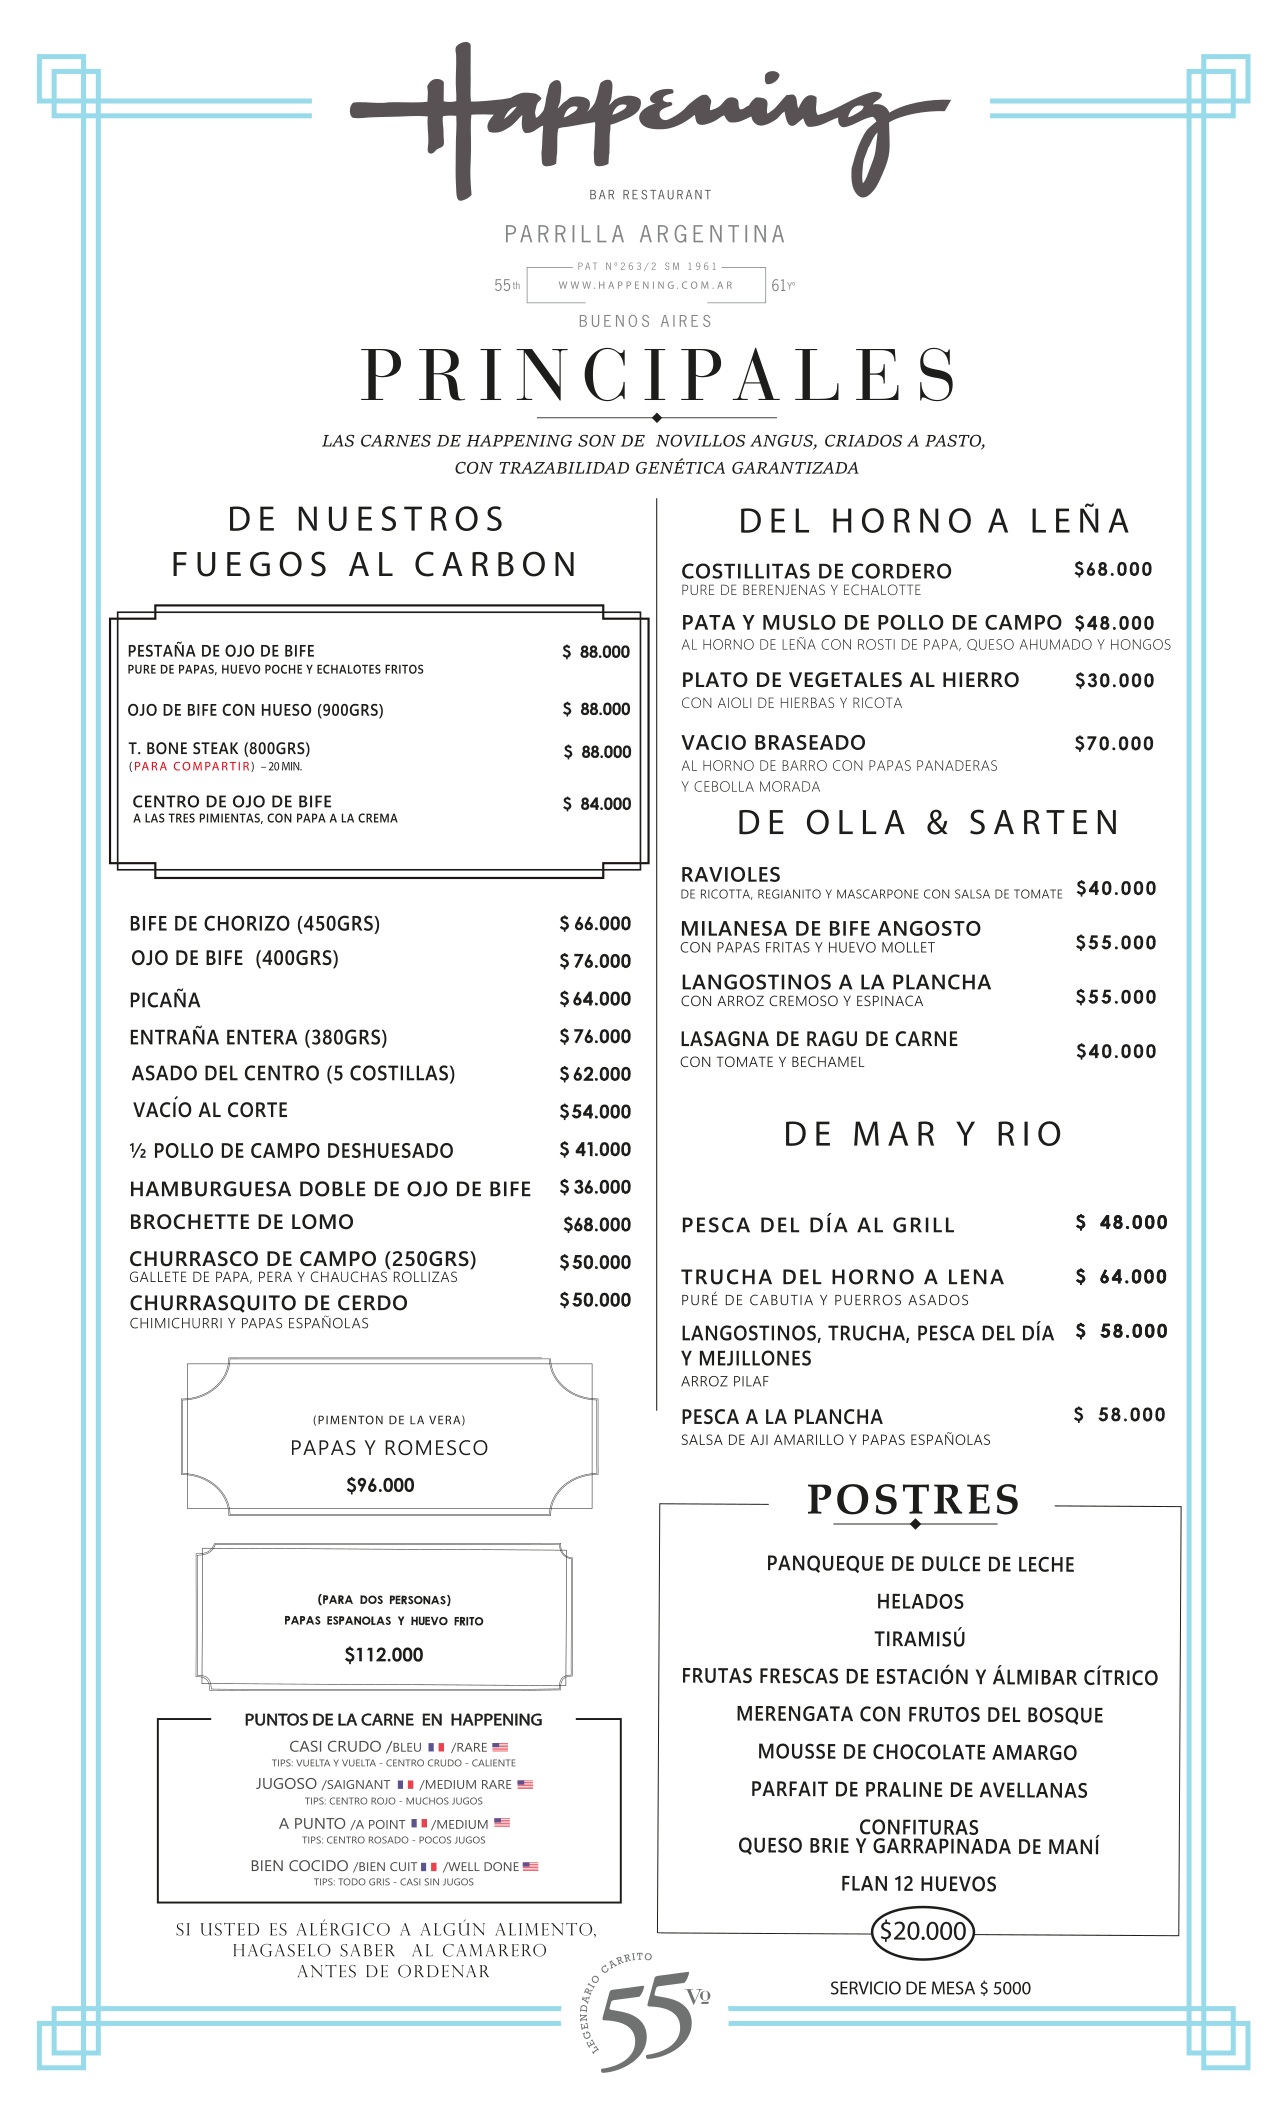 Happening
BAR RESTAURANT
PARRILLA ARGENTINA
PAT Nº263/2 SM 1961
55th WWW.HAPPENING.COM.AR 61Yº
BUENOS AIRES
PRINCIPALES
LAS CARNES DE HAPPENING SON DE NOVILLOS ANGUS, CRIADOS A PASTO,
CON TRAZABILIDAD GENÉTICA GARANTIZADA
DE NUESTROS
FUEGOS AL CARBON
PESTAÑA DE OJO DE BIFE $ 88.000
PURE DE PAPAS, HUEVO POCHE Y ECHALOTES FRITOS
OJO DE BIFE CON HUESO (900GRS) $ 88.000
T. BONE STEAK (800GRS) $ 88.000
(PARA COMPARTIR) – 20 MIN.
CENTRO DE OJO DE BIFE $ 84.000
A LAS TRES PIMIENTAS, CON PAPA A LA CREMA
BIFE DE CHORIZO (450GRS) $ 66.000
OJO DE BIFE (400GRS) $ 76.000
PICAÑA $ 64.000
ENTRAÑA ENTERA (380GRS) $ 76.000
ASADO DEL CENTRO (5 COSTILLAS) $ 62.000
VACÍO AL CORTE $54.000
½ POLLO DE CAMPO DESHUESADO $ 41.000
HAMBURGUESA DOBLE DE OJO DE BIFE $ 36.000
BROCHETTE DE LOMO $68.000
CHURRASCO DE CAMPO (250GRS) $ 50.000
GALLETE DE PAPA, PERA Y CHAUCHAS ROLLIZAS
CHURRASQUITO DE CERDO $ 50.000
CHIMICHURRI Y PAPAS ESPAÑOLAS
(PIMENTON DE LA VERA)
PAPAS Y ROMESCO
$96.000
(PARA DOS PERSONAS)
PAPAS ESPANOLAS Y HUEVO FRITO
$112.000
PUNTOS DE LA CARNE EN HAPPENING
CASI CRUDO /BLEU /RARE
TIPS: VUELTA Y VUELTA - CENTRO CRUDO - CALIENTE
JUGOSO /SAIGNANT /MEDIUM RARE
TIPS: CENTRO ROJO - MUCHOS JUGOS
A PUNTO /A POINT /MEDIUM
TIPS: CENTRO ROSADO - POCOS JUGOS
BIEN COCIDO /BIEN CUIT /WELL DONE
TIPS: TODO GRIS - CASI SIN JUGOS
SI USTED ES ALÉRGICO A ALGÚN ALIMENTO,
HAGASELO SABER AL CAMARERO
ANTES DE ORDENAR
DEL HORNO A LEÑA
COSTILLITAS DE CORDERO $68.000
PURE DE BERENJENAS Y ECHALOTTE
PATA Y MUSLO DE POLLO DE CAMPO $48.000
AL HORNO DE LEÑA CON ROSTI DE PAPA, QUESO AHUMADO Y HONGOS
PLATO DE VEGETALES AL HIERRO $30.000
CON AIOLI DE HIERBAS Y RICOTA
VACIO BRASEADO $70.000
AL HORNO DE BARRO CON PAPAS PANADERAS
Y CEBOLLA MORADA
DE OLLA & SARTEN
RAVIOLES $40.000
DE RICOTTA, REGIANITO Y MASCARPONE CON SALSA DE TOMATE
MILANESA DE BIFE ANGOSTO $55.000
CON PAPAS FRITAS Y HUEVO MOLLET
LANGOSTINOS A LA PLANCHA $55.000
CON ARROZ CREMOSO Y ESPINACA
LASAGNA DE RAGU DE CARNE $40.000
CON TOMATE Y BECHAMEL
DE MAR Y RIO
PESCA DEL DÍA AL GRILL $ 48.000
TRUCHA DEL HORNO A LENA $ 64.000
PURÉ DE CABUTIA Y PUERROS ASADOS
LANGOSTINOS, TRUCHA, PESCA DEL DÍA $ 58.000
Y MEJILLONES
ARROZ PILAF
PESCA A LA PLANCHA $ 58.000
SALSA DE AJI AMARILLO Y PAPAS ESPAÑOLAS
POSTRES
PANQUEQUE DE DULCE DE LECHE
HELADOS
TIRAMISÚ
FRUTAS FRESCAS DE ESTACIÓN Y ÁLMIBAR CÍTRICO
MERENGATA CON FRUTOS DEL BOSQUE
MOUSSE DE CHOCOLATE AMARGO
PARFAIT DE PRALINE DE AVELLANAS
CONFITURAS
QUESO BRIE Y GARRAPINADA DE MANÍ
FLAN 12 HUEVOS
$20.000
SERVICIO DE MESA $ 5000
LEGENDARIO CARRITO
55Vº